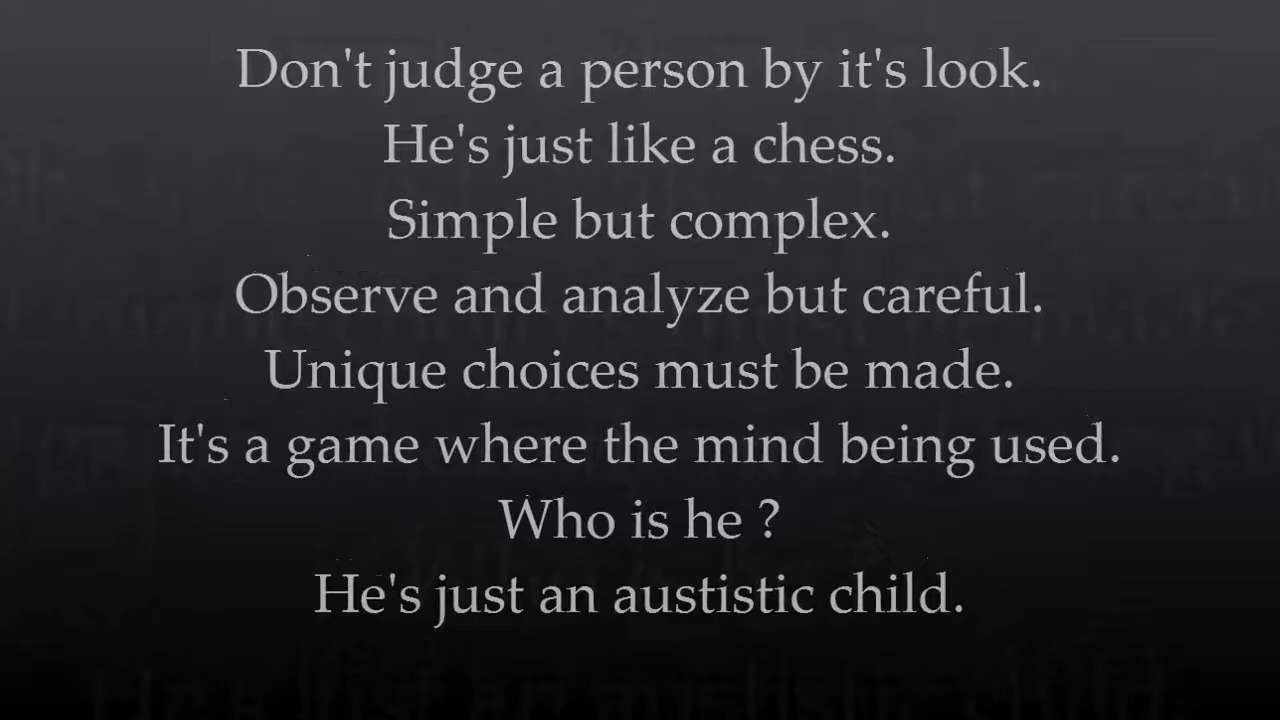 Don't judge a person by it's look.
He's just like a chess.
Simple but complex.
Observe and analyze but careful.
Unique choices must be made.
It's a game where the mind being used.
Who is he ?
He's just an austistic child.